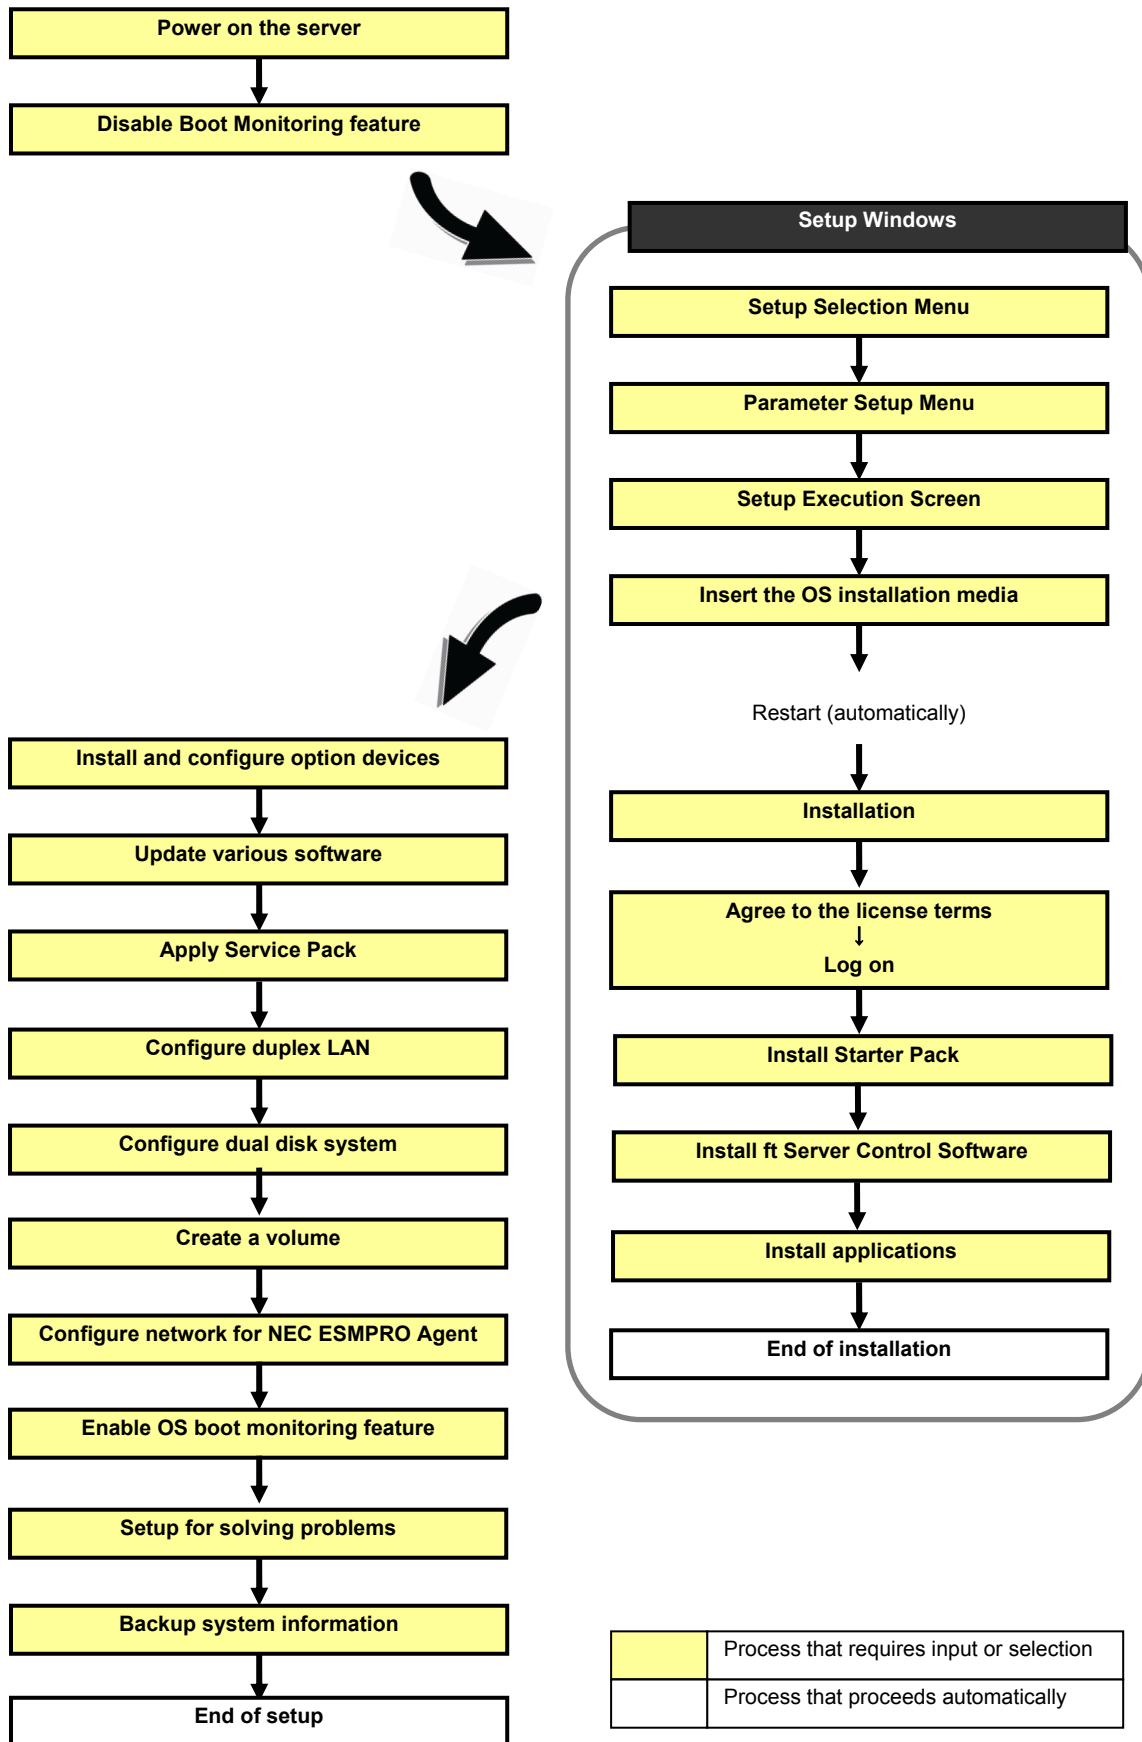 Power on the server
Disable Boot Monitoring feature
Setup Windows
Setup Selection Menu
Parameter Setup Menu
Setup Execution Screen
Insert the OS installation media
Restart (automatically)
Installation
Agree to the license terms
↓
Log on
Install Starter Pack
Install ft Server Control Software
Install applications
End of installation
Install and configure option devices
Update various software
Apply Service Pack
Configure duplex LAN
Configure dual disk system
Create a volume
Configure network for NEC ESMPRO Agent
Enable OS boot monitoring feature
Setup for solving problems
Backup system information
End of setup
Process that requires input or selection
Process that proceeds automatically